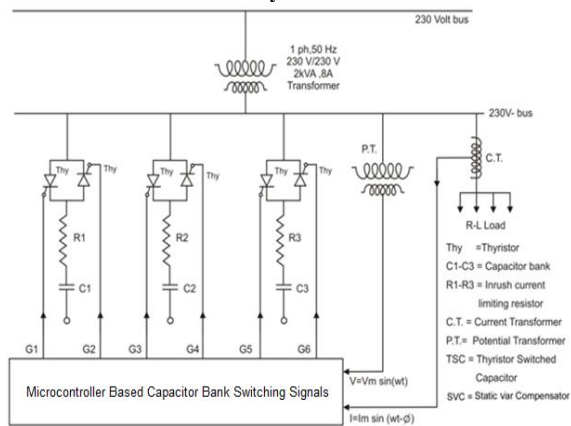 230 Volt bus
1 ph,50 Hz
230 V/230 V
2kVA ,8A
Transformer
230V- bus
P.T.
C.T.
Thy
Thy
Thy
Thy
Thy
Thy
R1
R2
R3
C1
C2
C3
R-L Load
Thy =Thyristor
C1-C3 = Capacitor bank
R1-R3 = Inrush current
limiting resistor
C.T. = Current Transformer
P.T.= Potential Transformer
TSC = Thyristor Switched
Capacitor
SVC = Static var Compensator
G1
G2
G3
G4
G5
G6
Microcontroller Based Capacitor Bank Switching Signals
V=Vm sin(wt)
I=Im sin (wt-Ø)